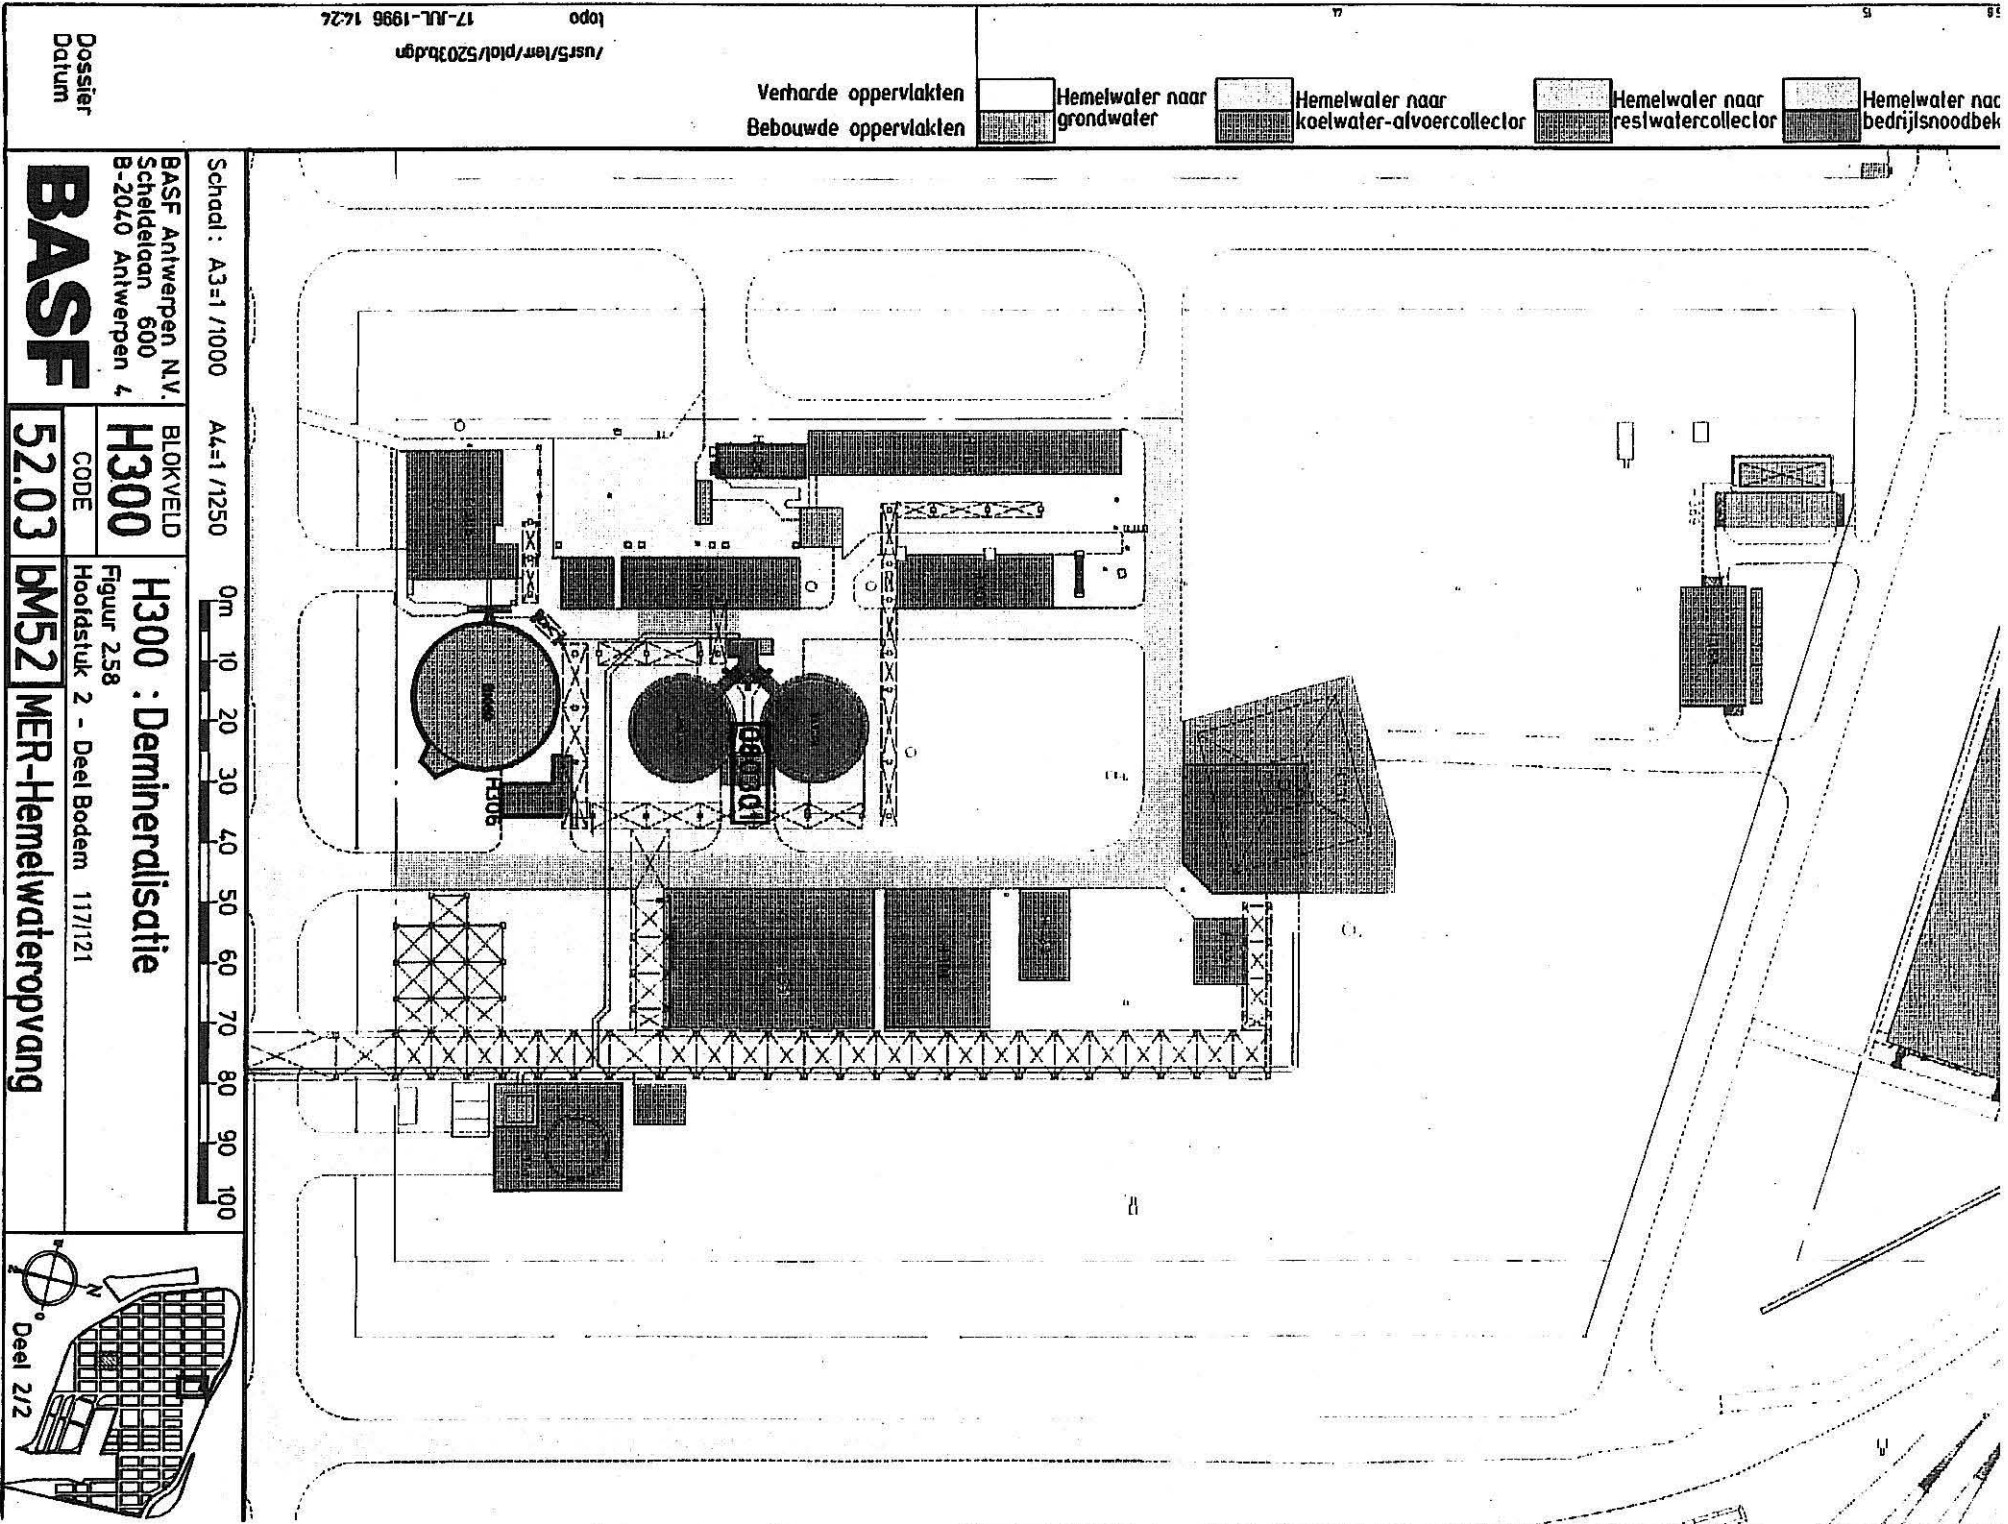 /usr5/terr/plot/5203b.dgn
topo 17-JUL-1996 14:24
Dossier
Datum
Verharde oppervlakten
Bebouwde oppervlakten
Hemelwater naar
grondwater
Hemelwater naar
koelwater-afvoercollector
Hemelwater naar
restwatercollector
Hemelwater
BASF
BASF Antwerpen N.V.
Scheldelaan 600
B-2040 Antwerpen 4
Schaal: A3=1/1000 A4=1/1250
BLOKVELD
H300
CODE
52.03
bM52
H300 : Demineralisatie
Figuur 2.58
Hoofdstuk 2 - Deel Bodem 117/121
MER-Hemelwateropvang
0m 10 20 30 40 50 60 70 80 90 100
Deel 2/2
H306
080301